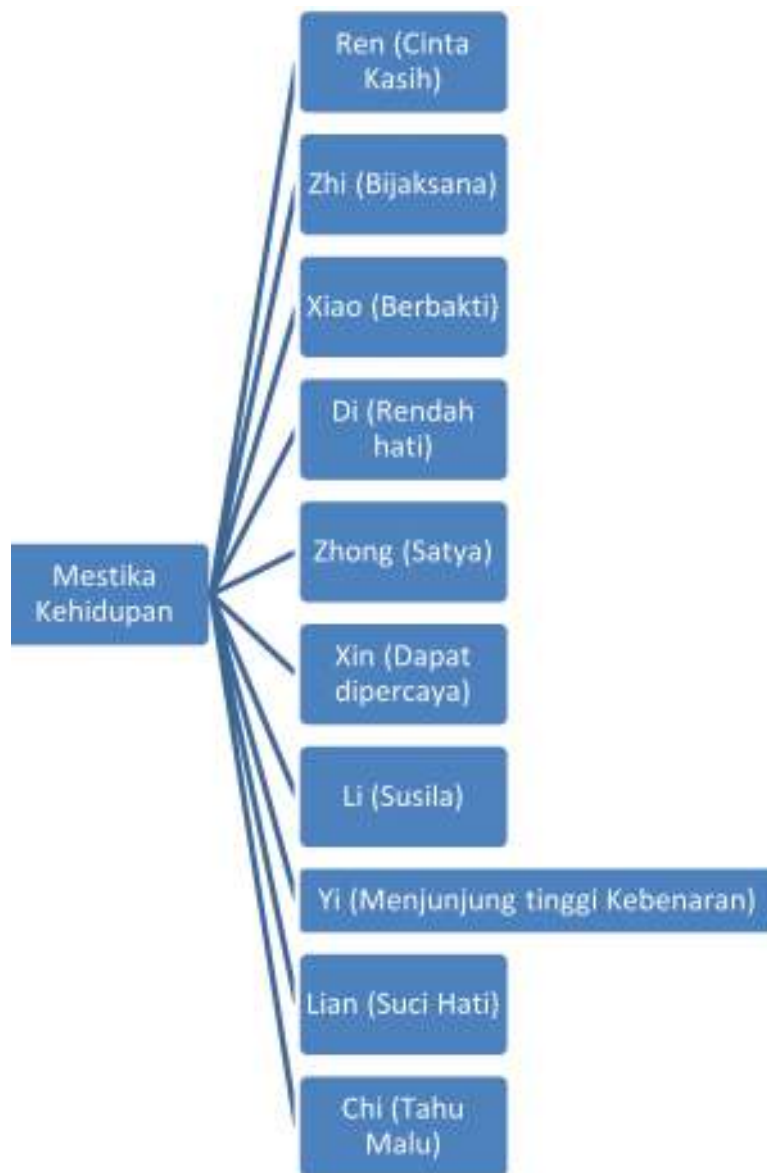 Ren (Cinta
Kasih)
Zhi (Bijaksana)
Xiao (Berbakti)
Di (Rendah
hati)
Zhong (Satya)
Mestika
Kehidupan
Xin (Dapat
dipercaya)
Li (Susila)
Yi (Menjunjung tinggi Kebenaran)
Lian (Suci Hati)
Chi (Tahu
Malu)